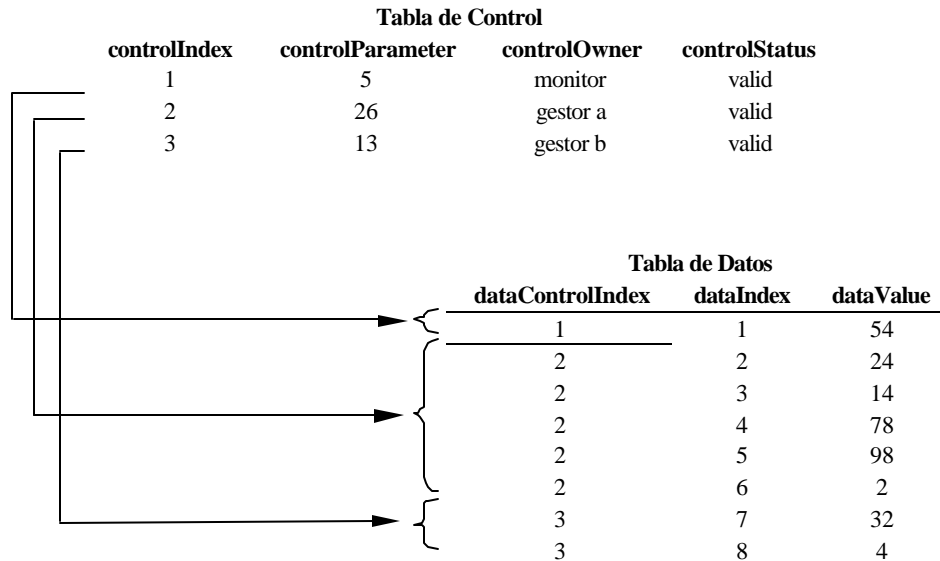 Tabla de Control
controlIndex controlParameter controlOwner controlStatus
1 5 monitor valid
2 26 gestor a valid
3 13 gestor b valid
Tabla de Datos
dataControlIndex dataIndex dataValue
1 1 54
2 2 24
2 3 14
2 4 78
2 5 98
2 6 2
3 7 32
3 8 4